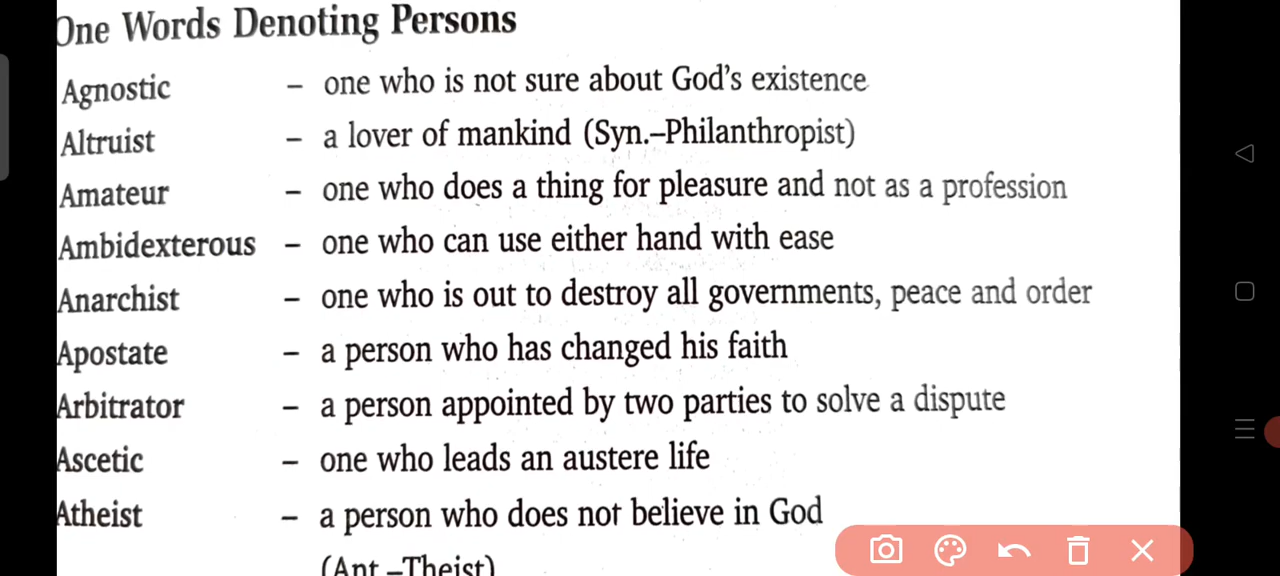 One Words Denoting Persons
Agnostic – one who is not sure about God's existence
Altruist – a lover of mankind (Syn.–Philanthropist)
Amateur – one who does a thing for pleasure and not as a profession
Ambidexterous – one who can use either hand with ease
Anarchist – one who is out to destroy all governments, peace and order
Apostate – a person who has changed his faith
Arbitrator – a person appointed by two parties to solve a dispute
Ascetic – one who leads an austere life
Atheist – a person who does not believe in God
(Ant.–Theist)